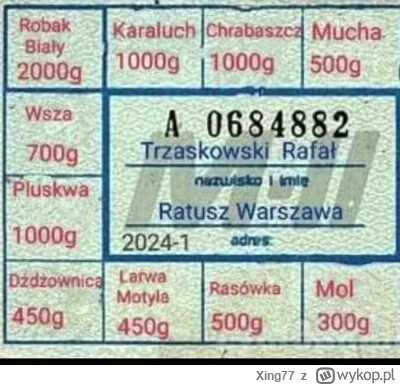 Robak
Biały
2000g
Karaluch
1000g
Chrabaszcz
1000g
Mucha
500g
Wsza
700g
A 0684882
Trzaskowski Rafał
nazwisko i imię
Ratusz Warszawa
2024-1
adres:
Pluskwa
1000g
Dżdżownica
450g
Larwa
Motyla
450g
Rasówka
500g
Mol
300g
Xing77 z wykop.pl